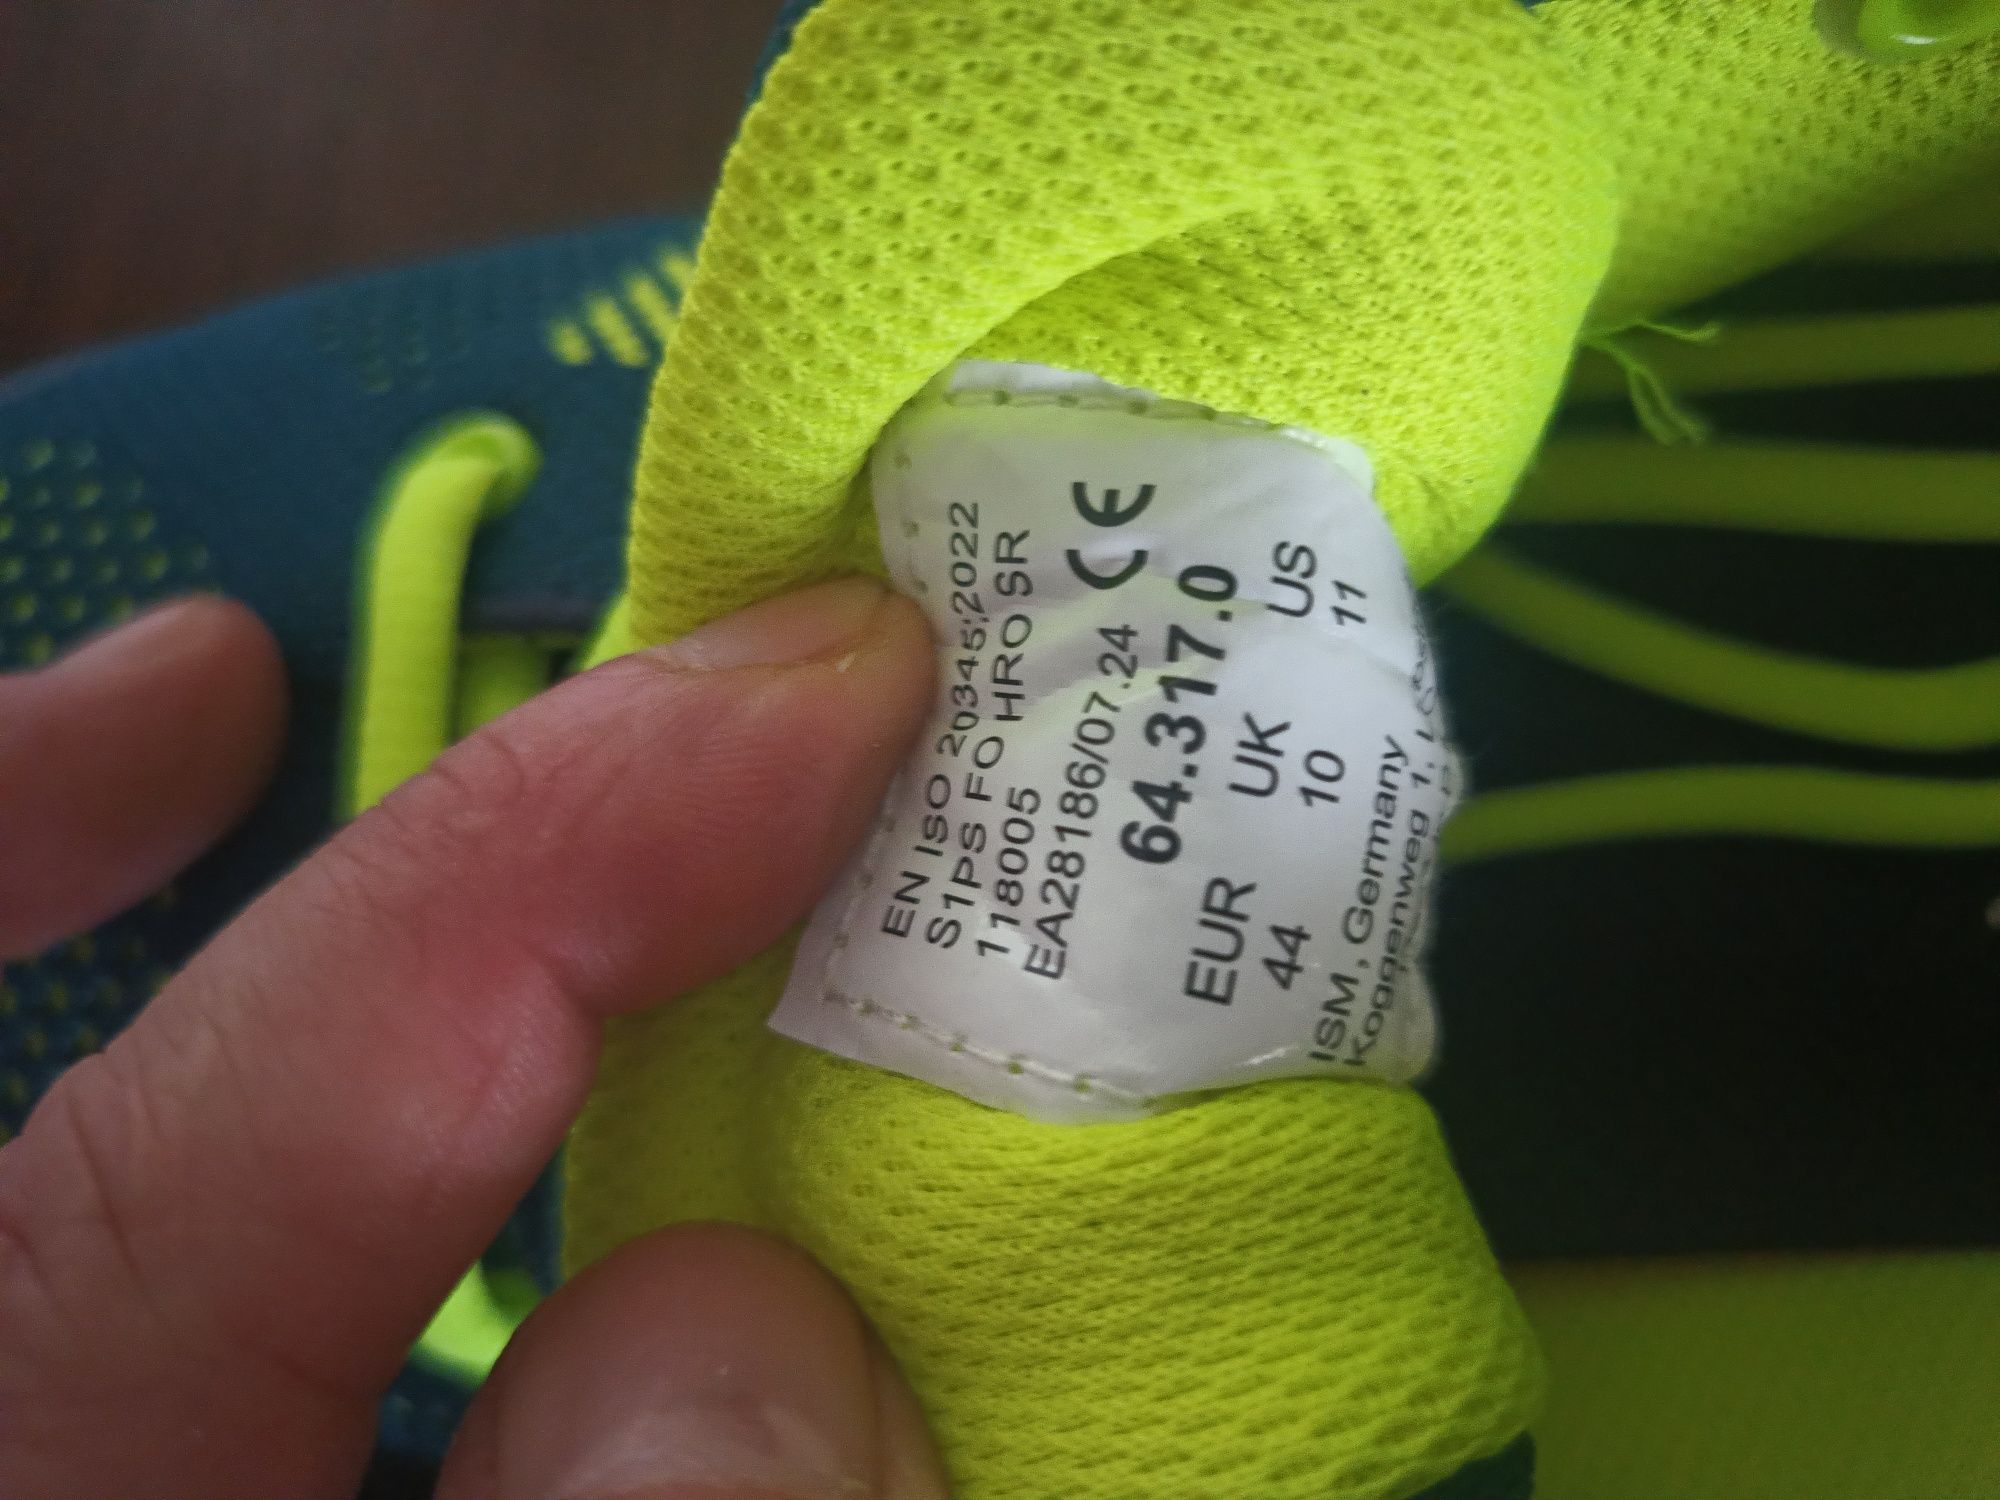 EN ISO 20345:2022
S1PS FO HRO SR
118005
EA28186/07.24 CE
64.317.0
EUR UK US
44 10 11
ISM, Germany
Koggenweg 1,